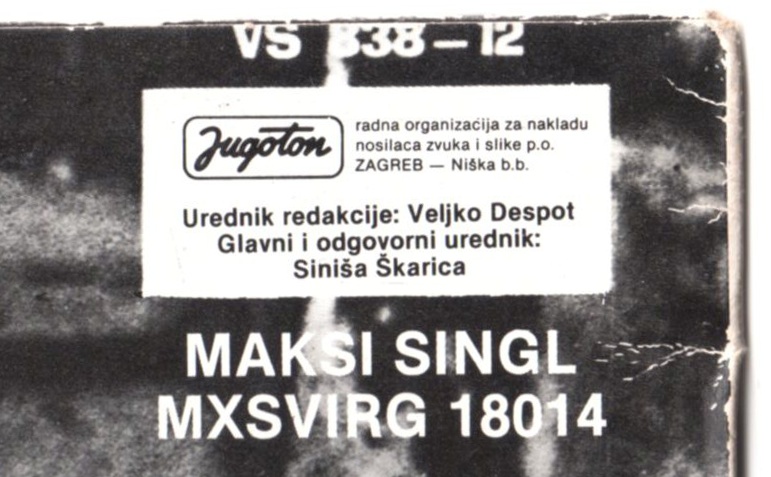 VS 838-12
Jugoton
radna organizacija za nakladu
nosilaca zvuka i slike p.o.
ZAGREB — Niška b.b.
Urednik redakcije: Veljko Despot
Glavni i odgovorni urednik:
Siniša Škarica
MAKSI SINGL
MXSVIRG 18014